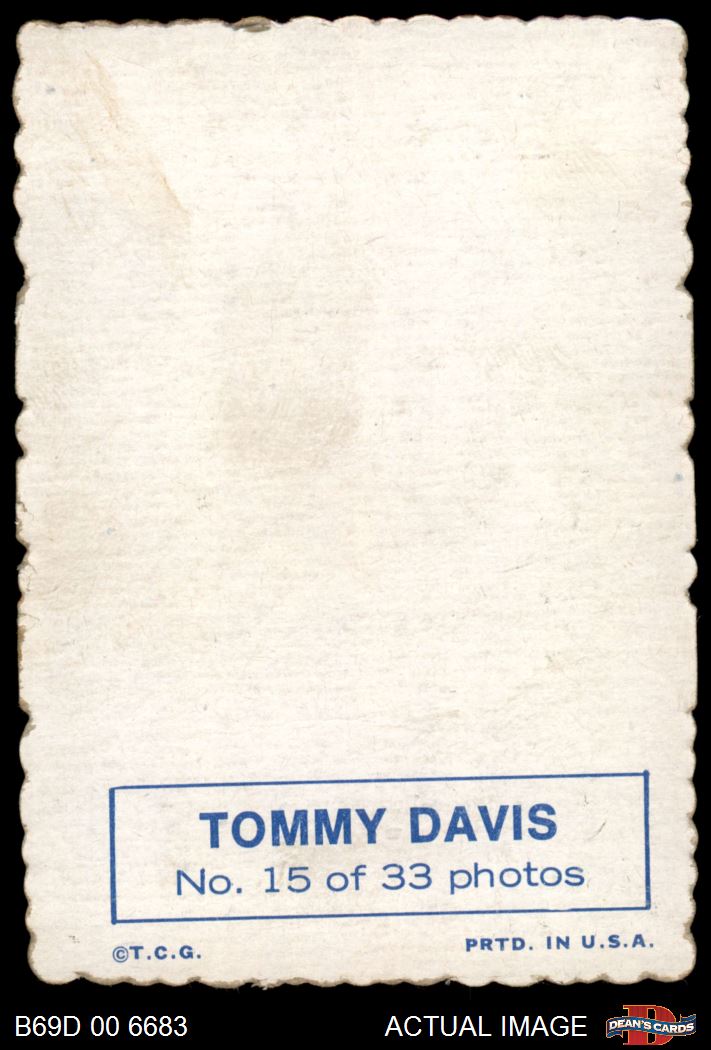 TOMMY DAVIS
No. 15 of 33 photos
©T.C.G.
PRTD. IN U.S.A.
B69D 00 6683
ACTUAL IMAGE
DEAN'S CARDS